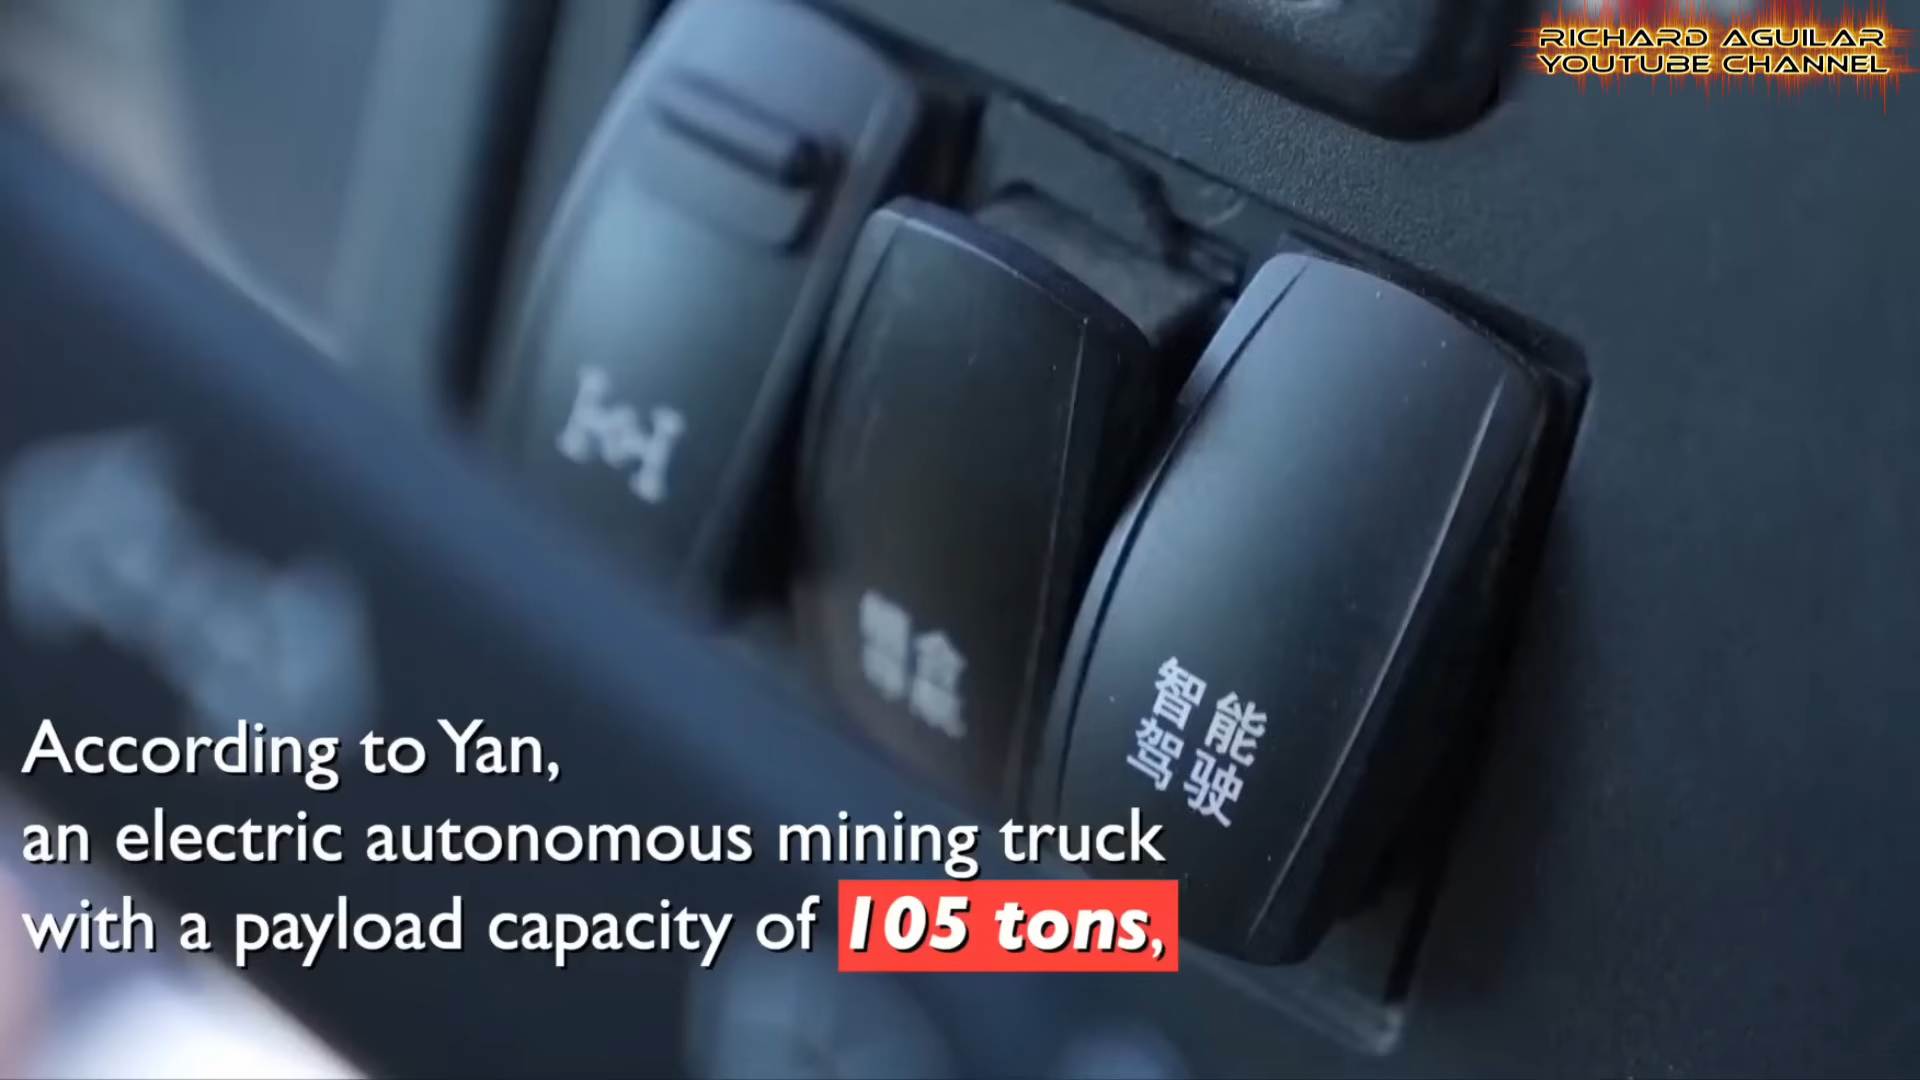 RICHARD AGUILAR
YOUTUBE CHANNEL
智能
驾驶
According to Yan,
an electric autonomous mining truck
with a payload capacity of 105 tons,